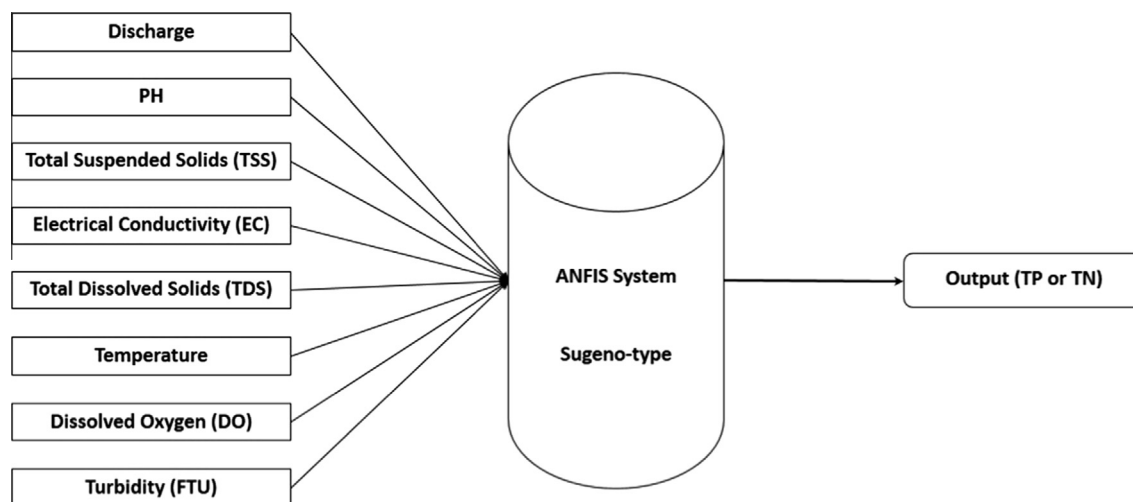 Discharge
PH
Total Suspended Solids (TSS)
Electrical Conductivity (EC)
Total Dissolved Solids (TDS)
Temperature
Dissolved Oxygen (DO)
Turbidity (FTU)
ANFIS System
Sugeno-type
Output (TP or TN)